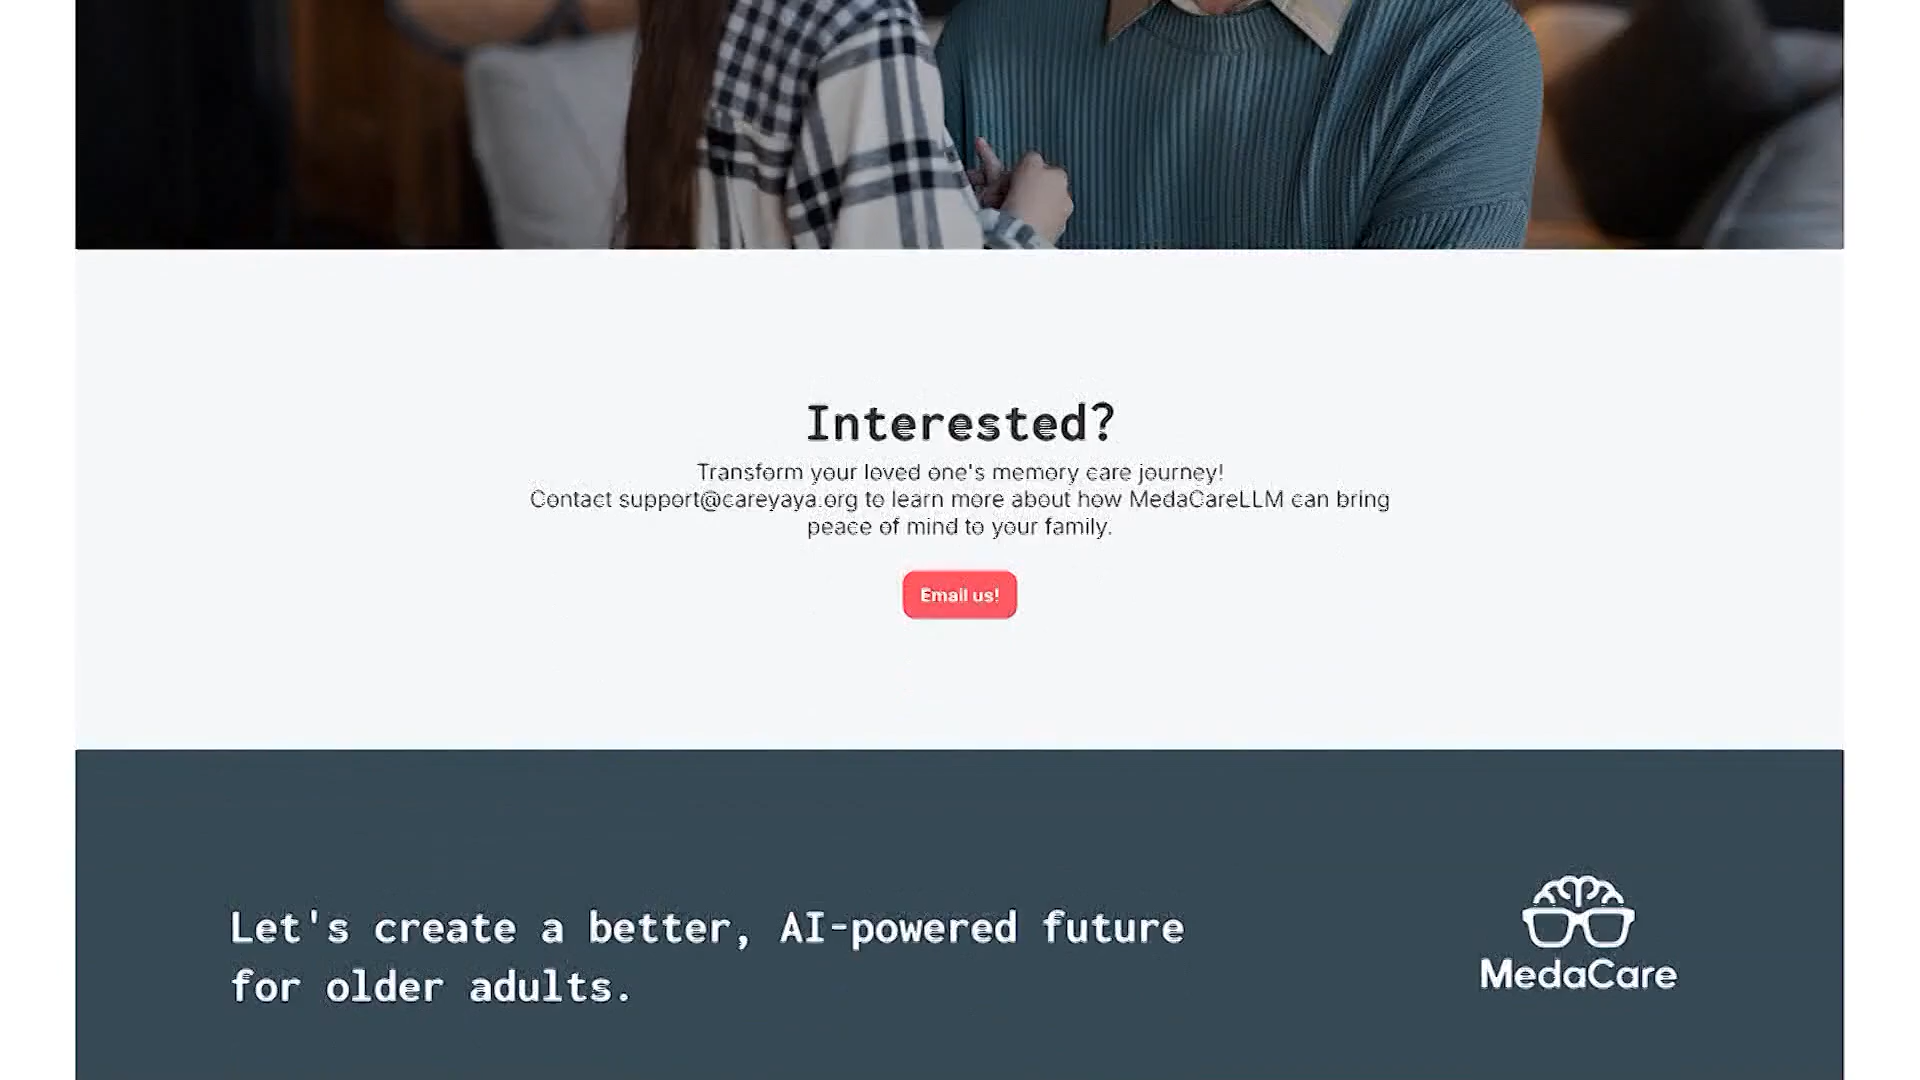 Interested?
Transform your loved one's memory care journey!
Contact support@careyaya.org to learn more about how MedaCareLLM can bring
peace of mind to your family.
Email us!
Let's create a better, AI-powered future
for older adults.
MedaCare